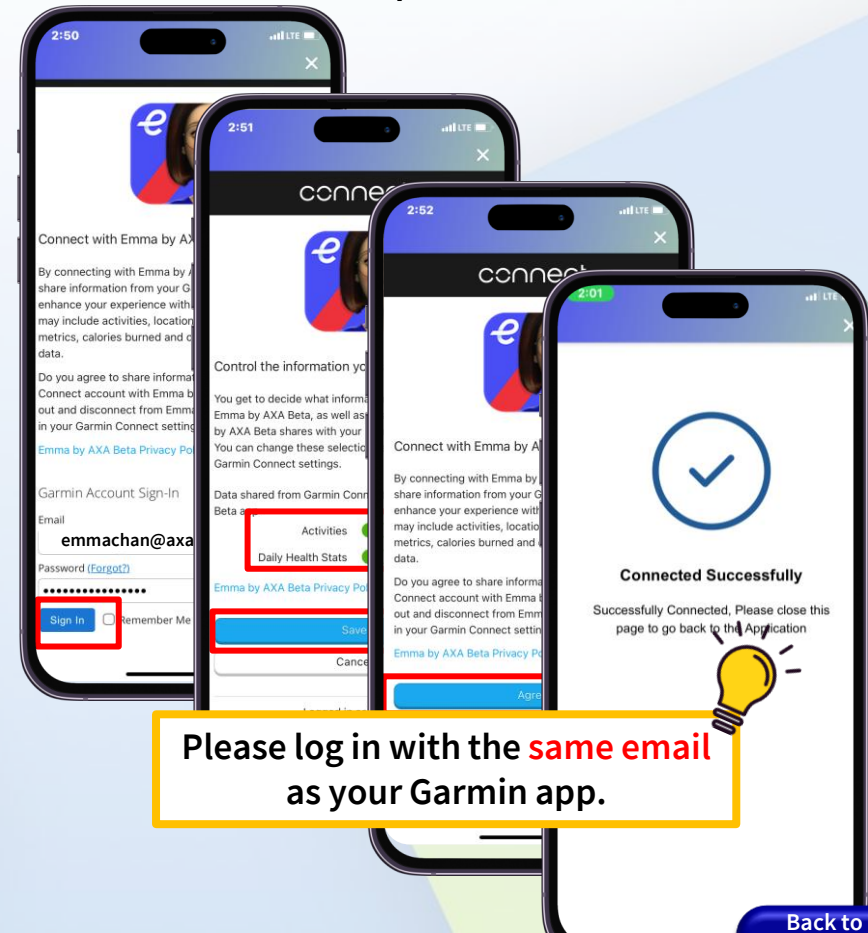 2:50
LTE
Connect with Emma by AX
By connecting with Emma by
share information from your G
enhance your experience with
may include activities, location
metrics, calories burned and
data.
Do you agree to share informat
Connect account with Emma b
out and disconnect from Emma
in your Garmin Connect setting
Emma by AXA Beta Privacy Po
Garmin Account Sign-In
Email
emmachan@axa
Password (Forgot?)
Sign In
Remember Me
2:51
LTE
conne
Control the information yo
You get to decide what informa
Emma by AXA Beta, as well as
by AXA Beta shares with your
You can change these selectio
Garmin Connect settings.
Data shared from Garmin Conn
Beta app
Activities
Daily Health Stats
Emma by AXA Beta Privacy Po
Save
Cance
2:52
LTE
connect
Connect with Emma by A
By connecting with Emma by
share information from your G
enhance your experience with
may include activities, locatio
metrics, calories burned and
data.
Do you agree to share informa
Connect account with Emma b
out and disconnect from Emm
in your Garmin Connect settin
Emma by AXA Beta Privacy Po
Agre
2:01
LTE
Connected Successfully
Successfully Connected, Please close this
page to go back to the Application
Please log in with the same email
as your Garmin app.
Back to